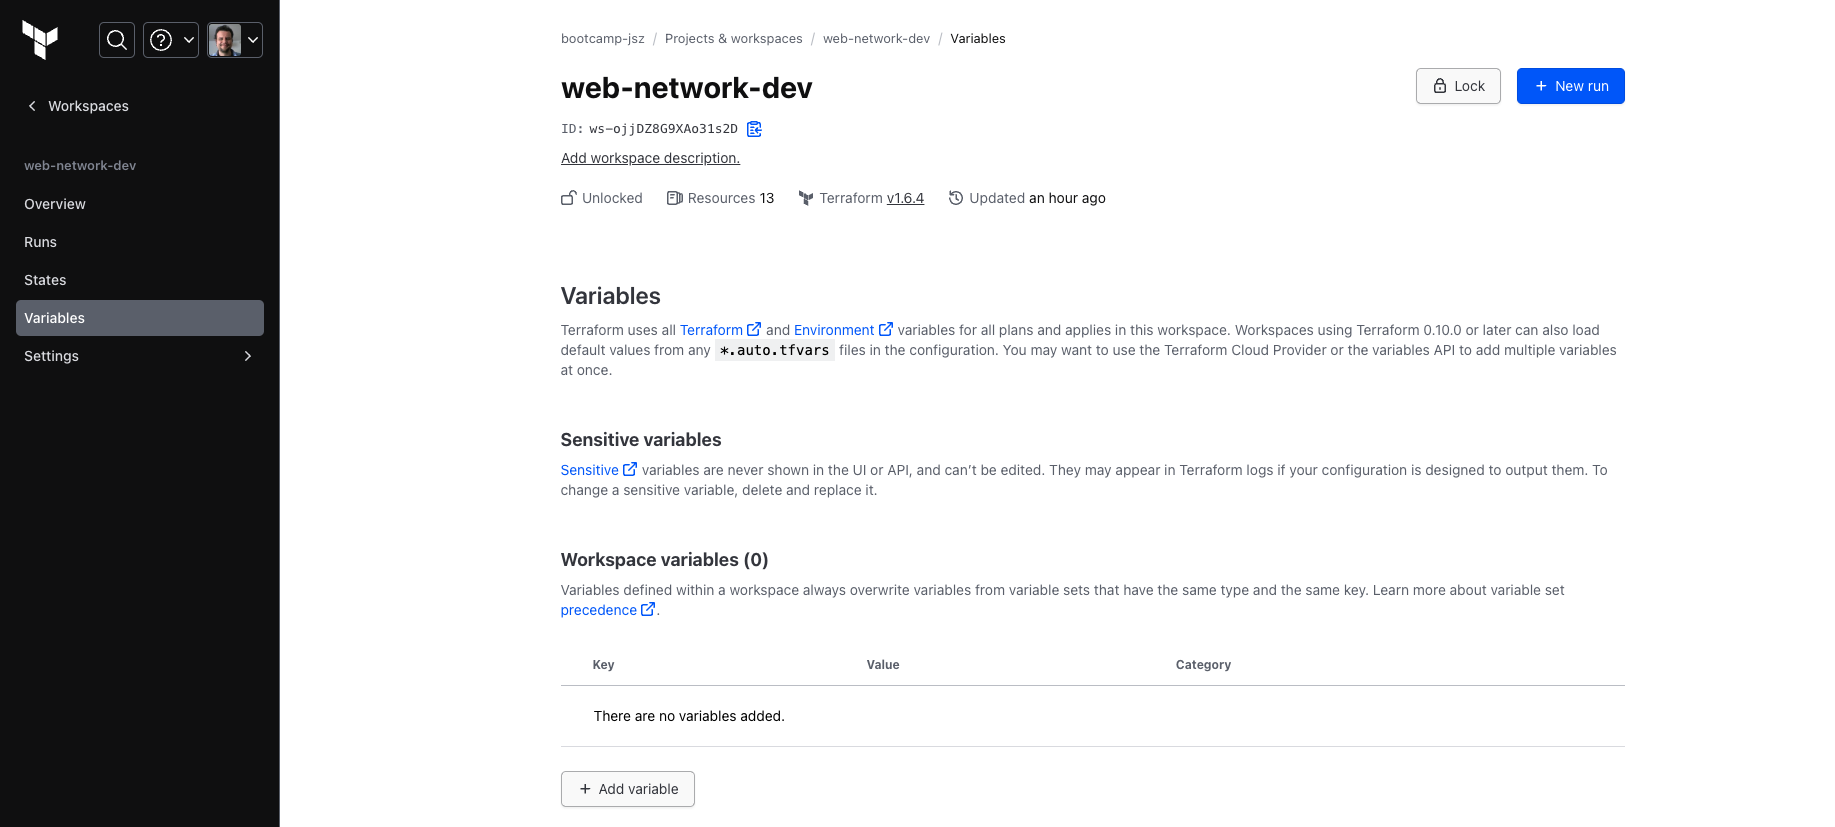 Workspaces
web-network-dev
Overview
Runs
States
Variables
Settings
bootcamp-jsz / Projects & workspaces / web-network-dev / Variables
web-network-dev
Lock
New run
ID: ws-ojjDZ8G9XAo31s2D
Add workspace description.
Unlocked Resources 13 Terraform v1.6.4 Updated an hour ago
Variables
Terraform uses all Terraform and Environment variables for all plans and applies in this workspace. Workspaces using Terraform 0.10.0 or later can also load
default values from any *.auto.tfvars files in the configuration. You may want to use the Terraform Cloud Provider or the variables API to add multiple variables
at once.
Sensitive variables
Sensitive variables are never shown in the UI or API, and can’t be edited. They may appear in Terraform logs if your configuration is designed to output them. To
change a sensitive variable, delete and replace it.
Workspace variables (0)
Variables defined within a workspace always overwrite variables from variable sets that have the same type and the same key. Learn more about variable set
precedence.
Key Value Category
There are no variables added.
+ Add variable